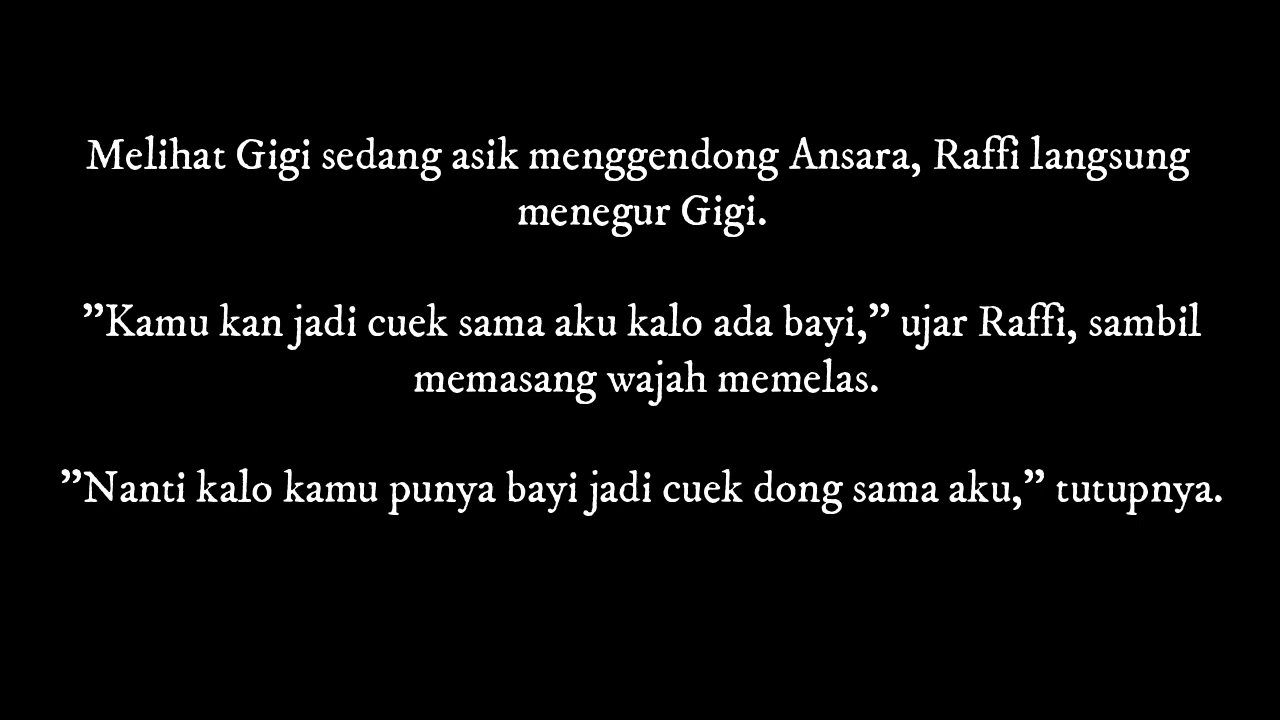 Melihat Gigi sedang asik menggendong Ansara, Raffi langsung
menegur Gigi.
”Kamu kan jadi cuek sama aku kalo ada bayi,” ujar Raffi, sambil
memasang wajah memelas.
”Nanti kalo kamu punya bayi jadi cuek dong sama aku,” tutupnya.